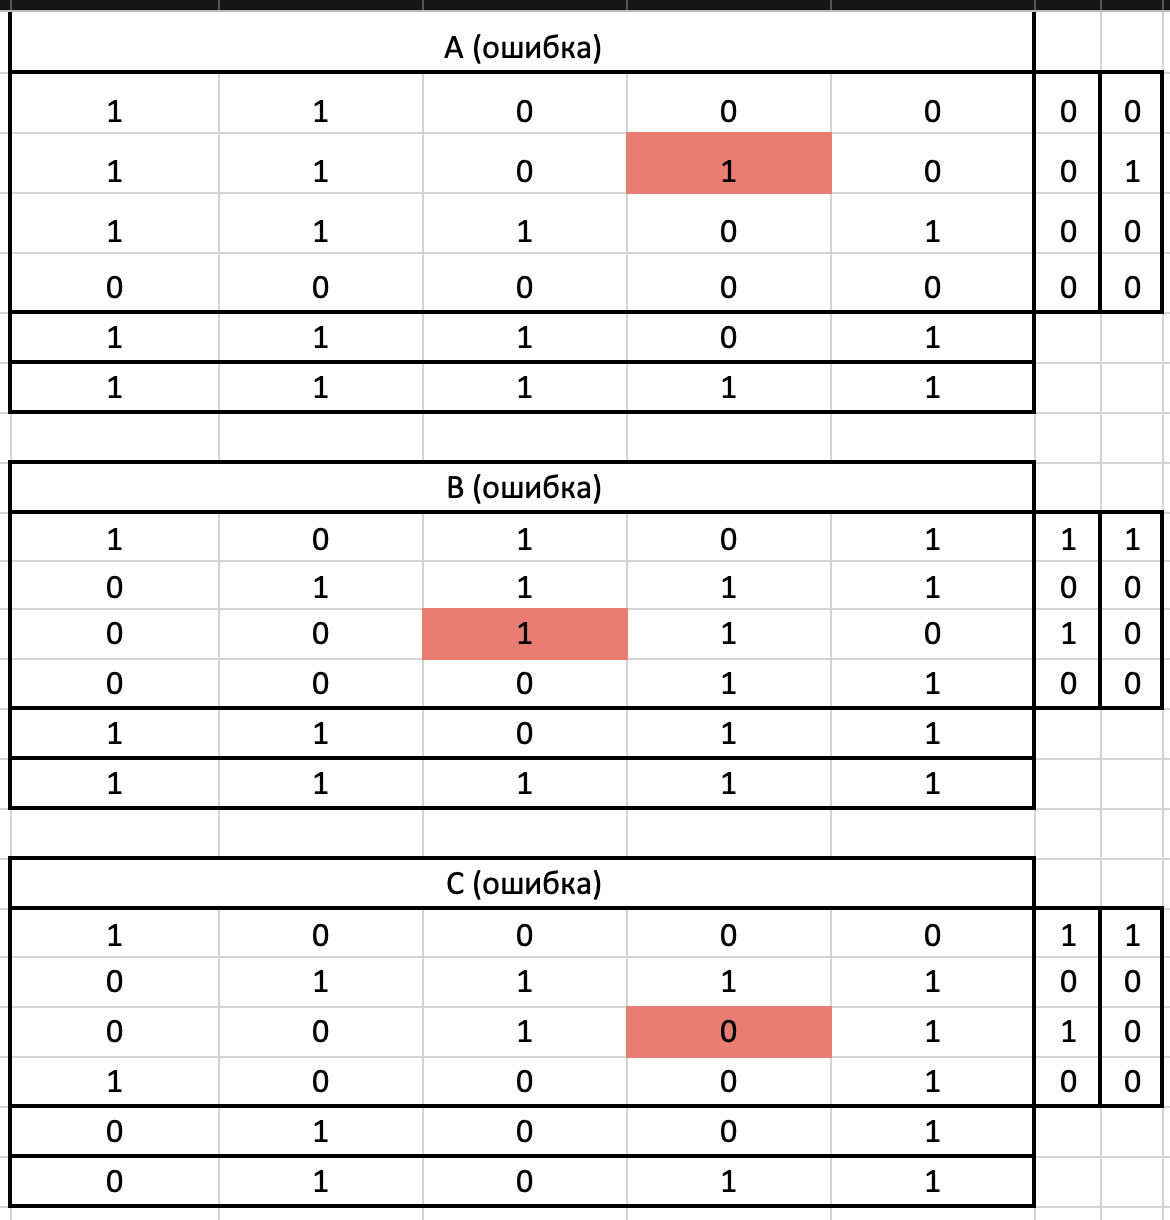 А (ошибка)
1 1 0 0 0 0 0
1 1 0 1 0 0 1
1 1 1 0 1 0 0
0 0 0 0 0 0 0
1 1 1 0 1
1 1 1 1 1
В (ошибка)
1 0 1 0 1 1 1
0 1 1 1 1 0 0
0 0 1 1 0 1 0
0 0 0 1 1 0 0
1 1 0 1 1
1 1 1 1 1
С (ошибка)
1 0 0 0 0 1 1
0 1 1 1 1 0 0
0 0 1 0 1 1 0
1 0 0 0 1 0 0
0 1 0 0 1
0 1 0 1 1